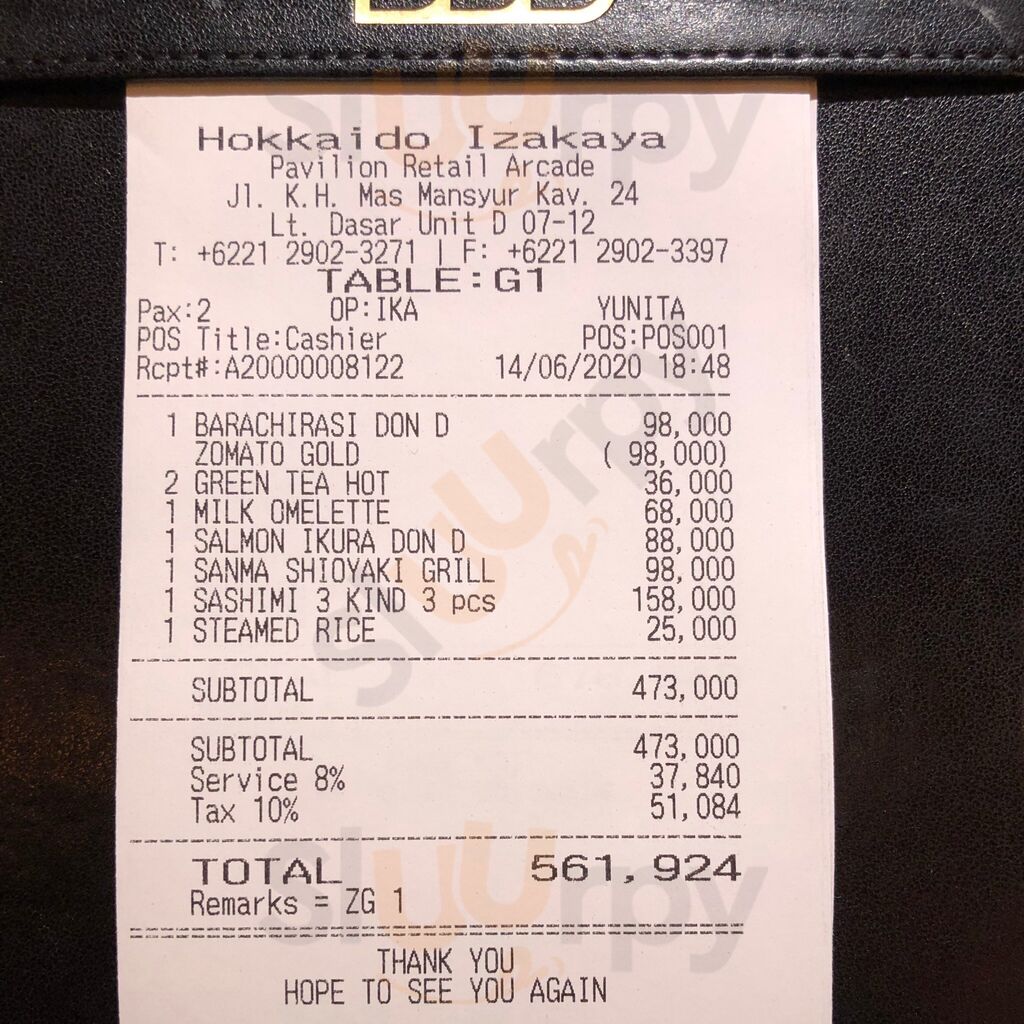 Hokkaido Izakaya
Pavilion Retail Arcade
Jl. K.H. Mas Mansyur Kav. 24
Lt. Dasar Unit D 07-12
T: +6221 2902-3271 | F: +6221 2902-3397
TABLE:G1
Pax:2 OP:IKA YUNITA
POS Title:Cashier POS:POS001
Rcpt#:A20000008122 14/06/2020 18:48
1 BARACHIRASI DON D 98,000
ZOMATO GOLD ( 98,000)
2 GREEN TEA HOT 36,000
1 MILK OMELETTE 68,000
1 SALMON IKURA DON D 88,000
1 SANMA SHIOYAKI GRILL 98,000
1 SASHIMI 3 KIND 3 pcs 158,000
1 STEAMED RICE 25,000
SUBTOTAL 473,000
SUBTOTAL 473,000
Service 8% 37,840
Tax 10% 51,084
TOTAL 561,924
Remarks = ZG 1
THANK YOU
HOPE TO SEE YOU AGAIN
sluurpy
sluurpy
sluurpy